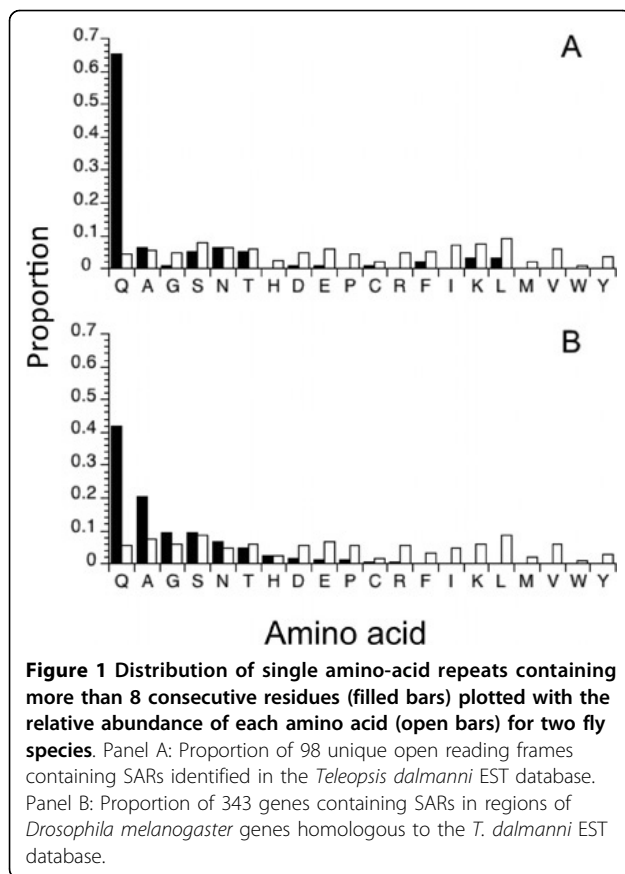 A
0.7
0.6
0.5
0.4
0.3
0.2
0.1
0
Q A G S N T H D E P C R F I K L M V W Y
Proportion
B
0.7
0.6
0.5
0.4
0.3
0.2
0.1
0
Q A G S N T H D E P C R F I K L M V W Y
Amino acid
Figure 1 Distribution of single amino-acid repeats containing
more than 8 consecutive residues (filled bars) plotted with the
relative abundance of each amino acid (open bars) for two fly
species. Panel A: Proportion of 98 unique open reading frames
containing SARs identified in the Teleopsis dalmanni EST database.
Panel B: Proportion of 343 genes containing SARs in regions of
Drosophila melanogaster genes homologous to the T. dalmanni EST
database.